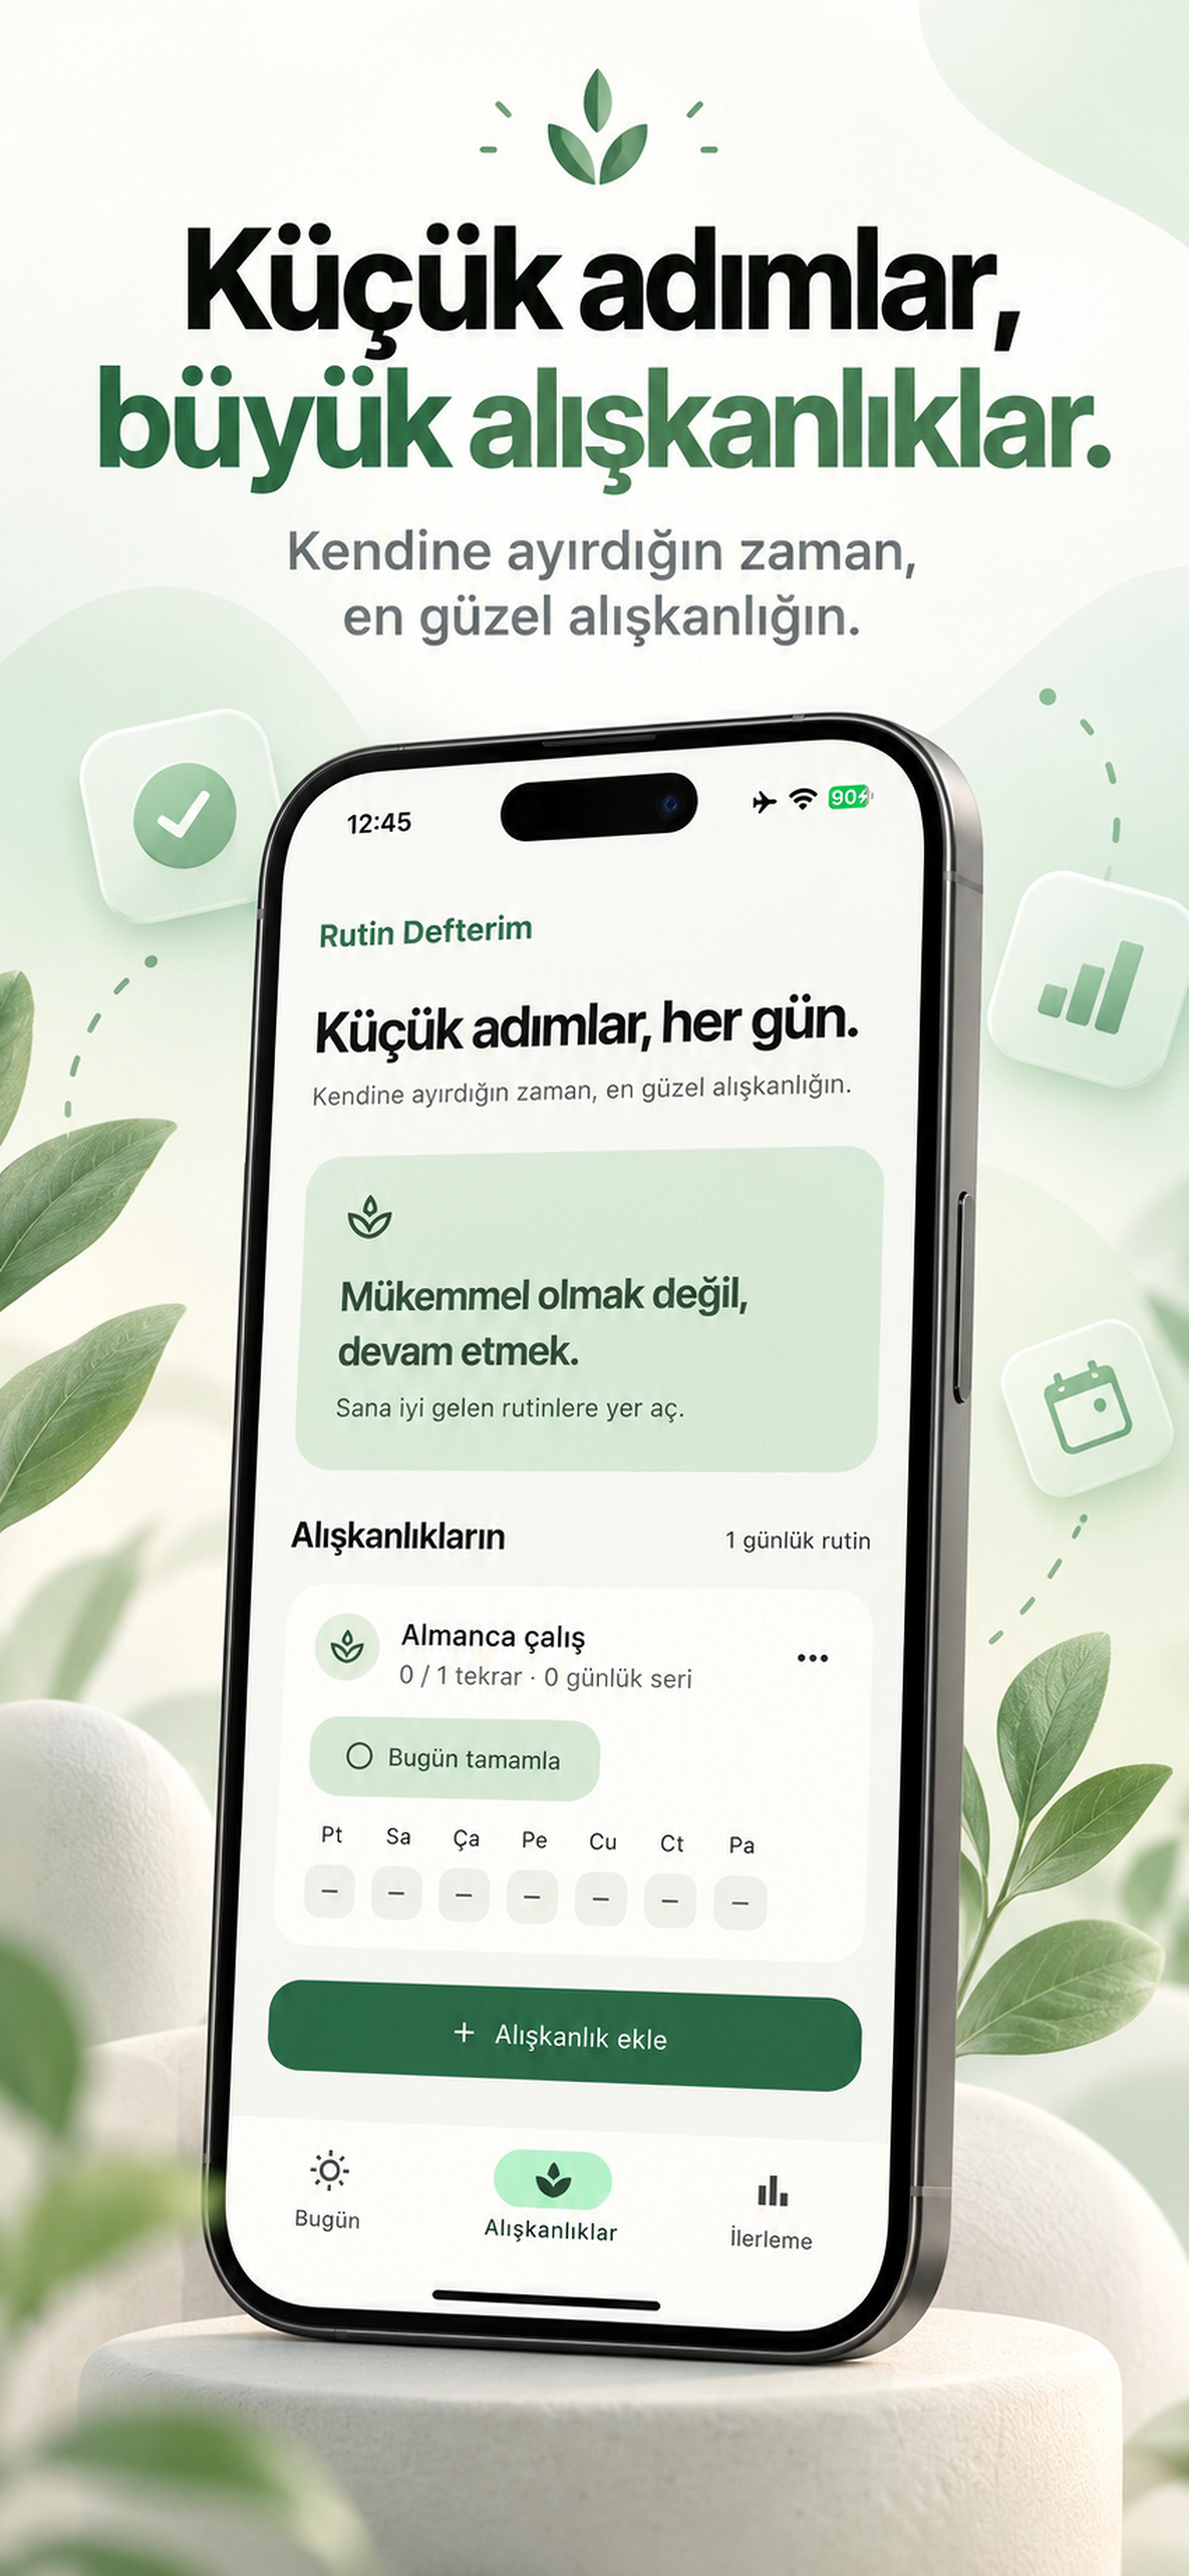 Küçük adımlar,
büyük alışkanlıklar.
Kendine ayırdığın zaman,
en güzel alışkanlığın.
12:45
90
Rutin Defterim
Küçük adımlar, her gün.
Kendine ayırdığın zaman, en güzel alışkanlığın.
Mükemmel olmak değil,
devam etmek.
Sana iyi gelen rutinlere yer aç.
Alışkanlıkların
1 günlük rutin
Almanca çalış
0 / 1 tekrar · 0 günlük seri
Bugün tamamla
Pt Sa Ça Pe Cu Ct Pa
– – – – – – –
+ Alışkanlık ekle
Bugün
Alışkanlıklar
İlerleme